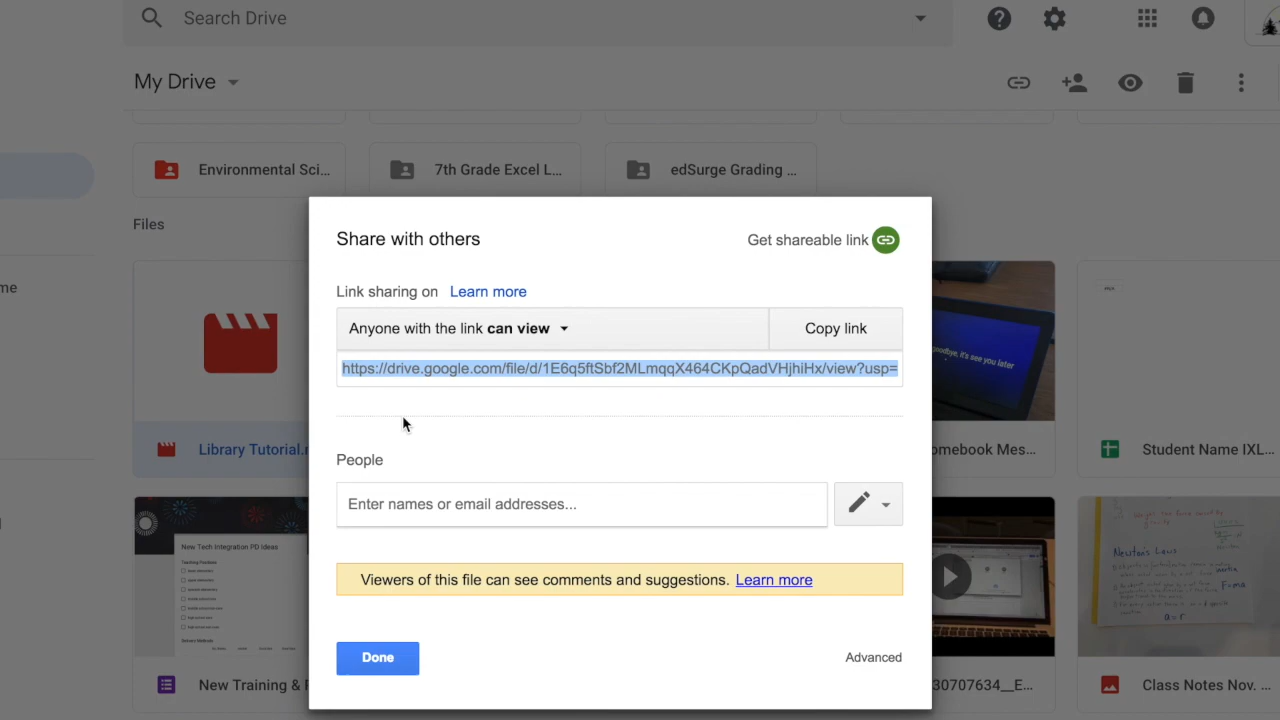 Search Drive
My Drive
Environmental Sci...
7th Grade Excel L...
edSurge Grading ...
Files
me
Share with others
Get shareable link
Link sharing on Learn more
Anyone with the link can view
Copy link
https://drive.google.com/file/d/1E6q5ftSbf2MLmqqX464CKpQadVHjhiHx/view?usp=
goodbye, it's see you later
People
Library Tutorial.
omebook Mes...
Student Name IXL...
Enter names or email addresses...
New Tech Integration PD Ideas
Newton's Laws
inertia
F=ma
Viewers of this file can see comments and suggestions. Learn more
Done
Advanced
New Training &
30707634__E...
Class Notes Nov. ...